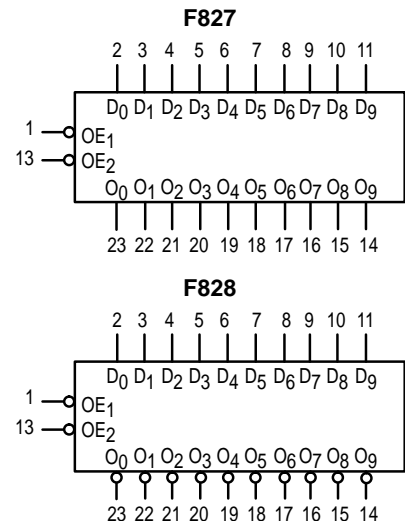 F827
2 3 4 5 6 7 8 9 10 11
D0 D1 D2 D3 D4 D5 D6 D7 D8 D9
1 OE1
13 OE2
O0 O1 O2 O3 O4 O5 O6 O7 O8 O9
23 22 21 20 19 18 17 16 15 14
F828
2 3 4 5 6 7 8 9 10 11
D0 D1 D2 D3 D4 D5 D6 D7 D8 D9
1 OE1
13 OE2
O0 O1 O2 O3 O4 O5 O6 O7 O8 O9
23 22 21 20 19 18 17 16 15 14